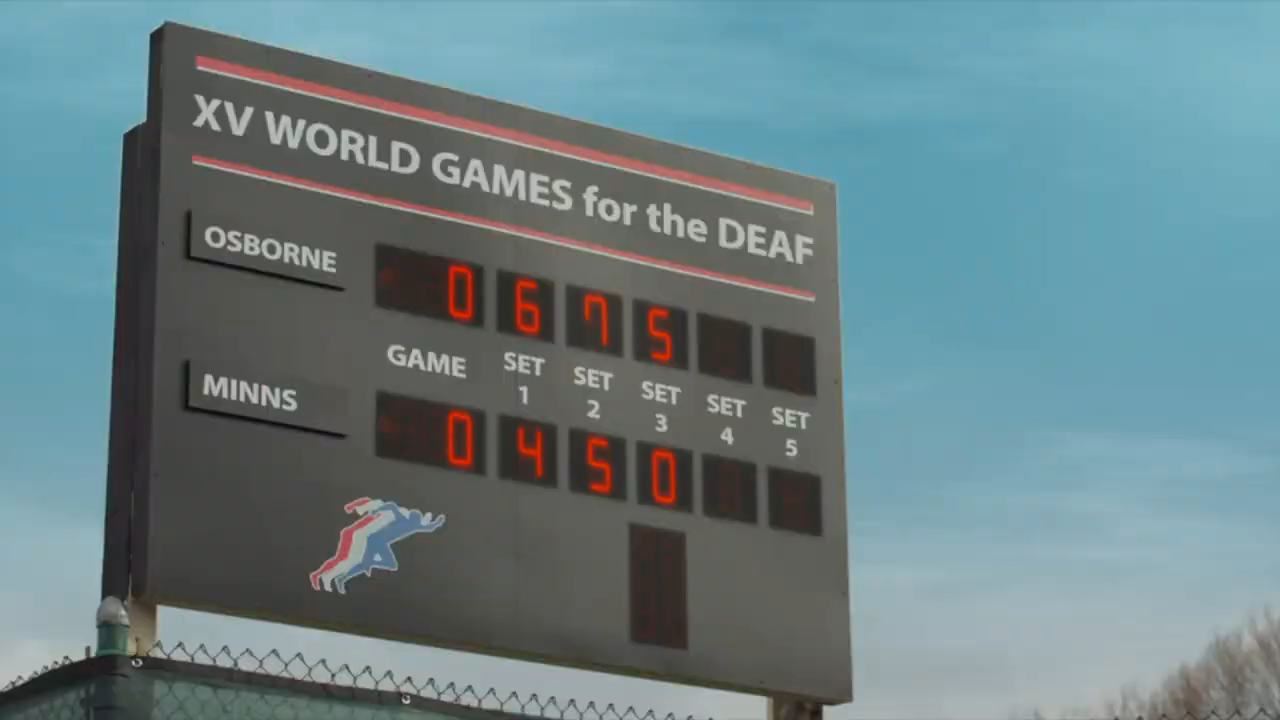 XV WORLD GAMES for the DEAF
OSBORNE 0 6 7 5
GAME SET 1 SET 2 SET 3 SET 4 SET 5
MINNS 0 4 5 0